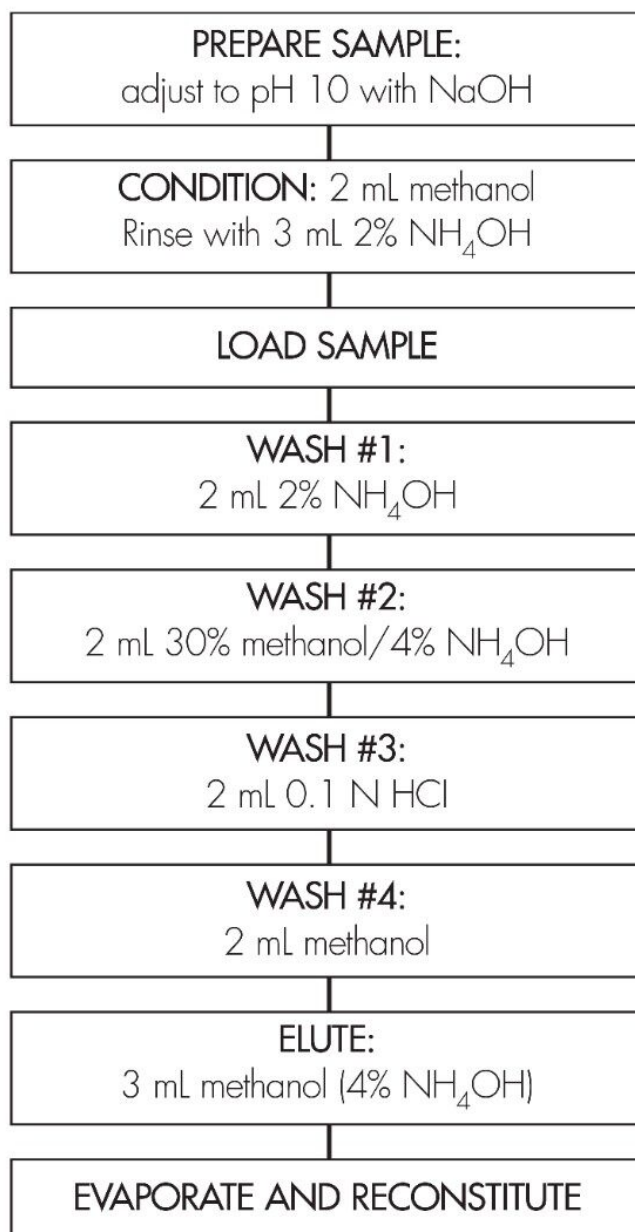 PREPARE SAMPLE:
adjust to pH 10 with NaOH
CONDITION: 2 mL methanol
Rinse with 3 mL 2% NH₄OH
LOAD SAMPLE
WASH #1:
2 mL 2% NH₄OH
WASH #2:
2 mL 30% methanol/4% NH₄OH
WASH #3:
2 mL 0.1 N HCl
WASH #4:
2 mL methanol
ELUTE:
3 mL methanol (4% NH₄OH)
EVAPORATE AND RECONSTITUTE